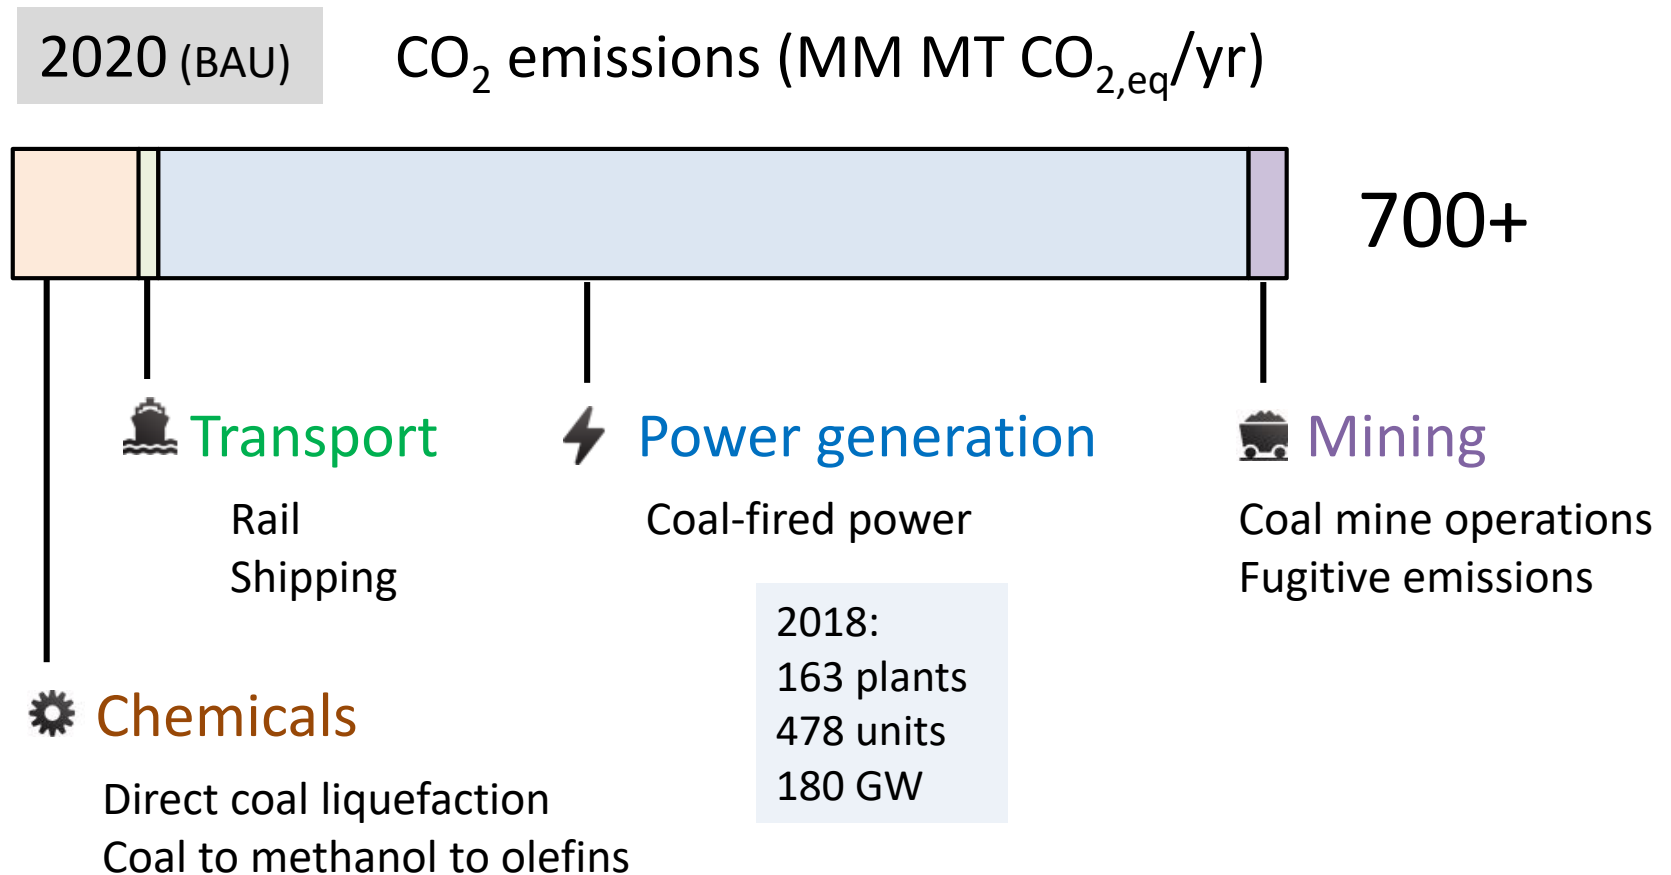 2020 (BAU)
CO₂ emissions (MM MT CO₂,eq/yr)
700+
Transport
Rail
Shipping
Power generation
Coal-fired power
2018:
163 plants
478 units
180 GW
Mining
Coal mine operations
Fugitive emissions
Chemicals
Direct coal liquefaction
Coal to methanol to olefins